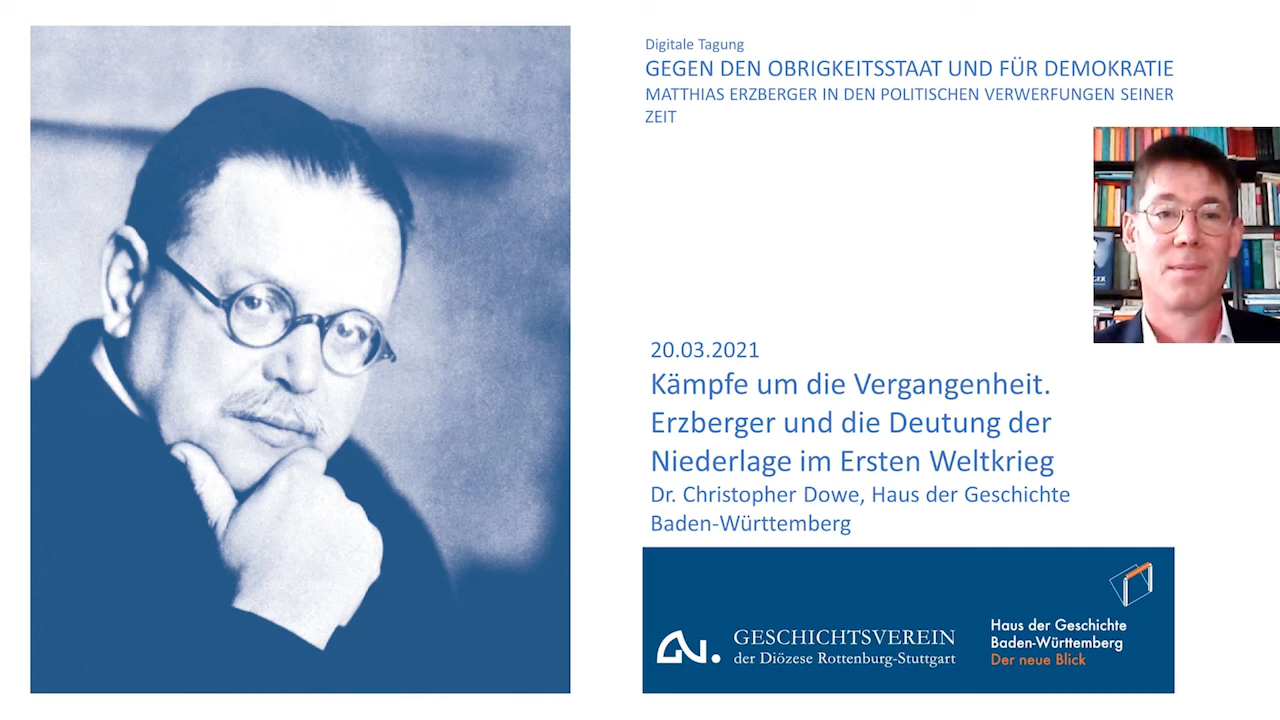 Digitale Tagung
GEGEN DEN OBRIGKEITSSTAAT UND FÜR DEMOKRATIE
MATTHIAS ERZBERGER IN DEN POLITISCHEN VERWERFUNGEN SEINER
ZEIT
20.03.2021
Kämpfe um die Vergangenheit.
Erzberger und die Deutung der
Niederlage im Ersten Weltkrieg
Dr. Christopher Dowe, Haus der Geschichte
Baden-Württemberg
GESCHICHTSVEREIN
der Diözese Rottenburg-Stuttgart
Haus der Geschichte
Baden-Württemberg
Der neue Blick